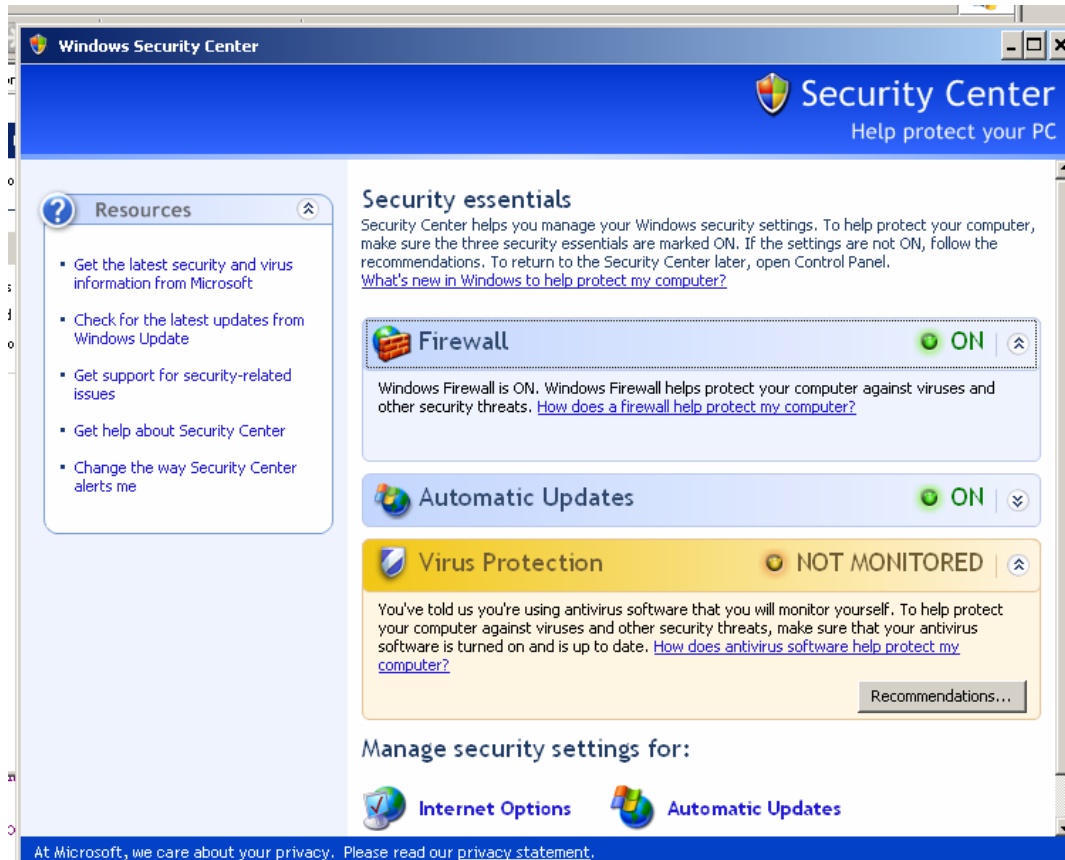 Windows Security Center
Security Center
Help protect your PC
Resources
Get the latest security and virus
information from Microsoft
Check for the latest updates from
Windows Update
Get support for security-related
issues
Get help about Security Center
Change the way Security Center
alerts me
Security essentials
Security Center helps you manage your Windows security settings. To help protect your computer,
make sure the three security essentials are marked ON. If the settings are not ON, follow the
recommendations. To return to the Security Center later, open Control Panel.
What's new in Windows to help protect my computer?
Firewall ON
Windows Firewall is ON. Windows Firewall helps protect your computer against viruses and
other security threats. How does a firewall help protect my computer?
Automatic Updates ON
Virus Protection NOT MONITORED
You've told us you're using antivirus software that you will monitor yourself. To help protect
your computer against viruses and other security threats, make sure that your antivirus
software is turned on and is up to date. How does antivirus software help protect my
computer?
Recommendations...
Manage security settings for:
Internet Options Automatic Updates
At Microsoft, we care about your privacy. Please read our privacy statement.